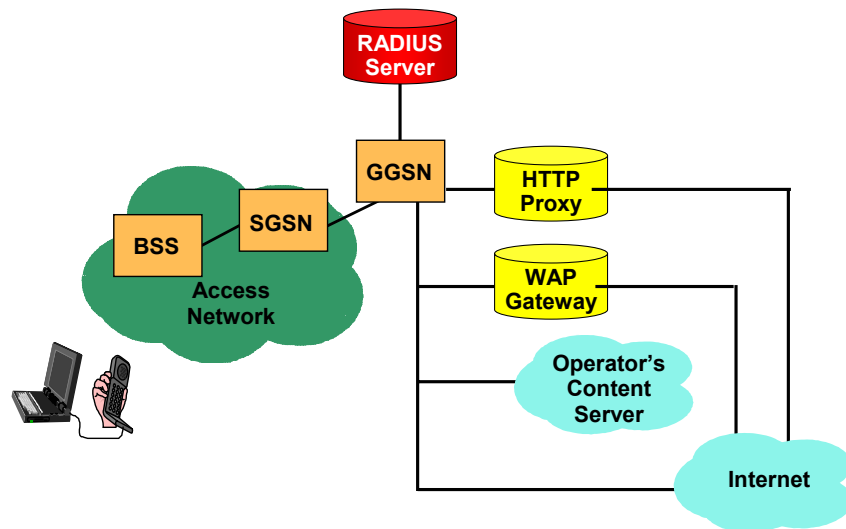 RADIUS
Server
GGSN
HTTP
Proxy
SGSN
BSS
Access
Network
WAP
Gateway
Operator's
Content
Server
Internet